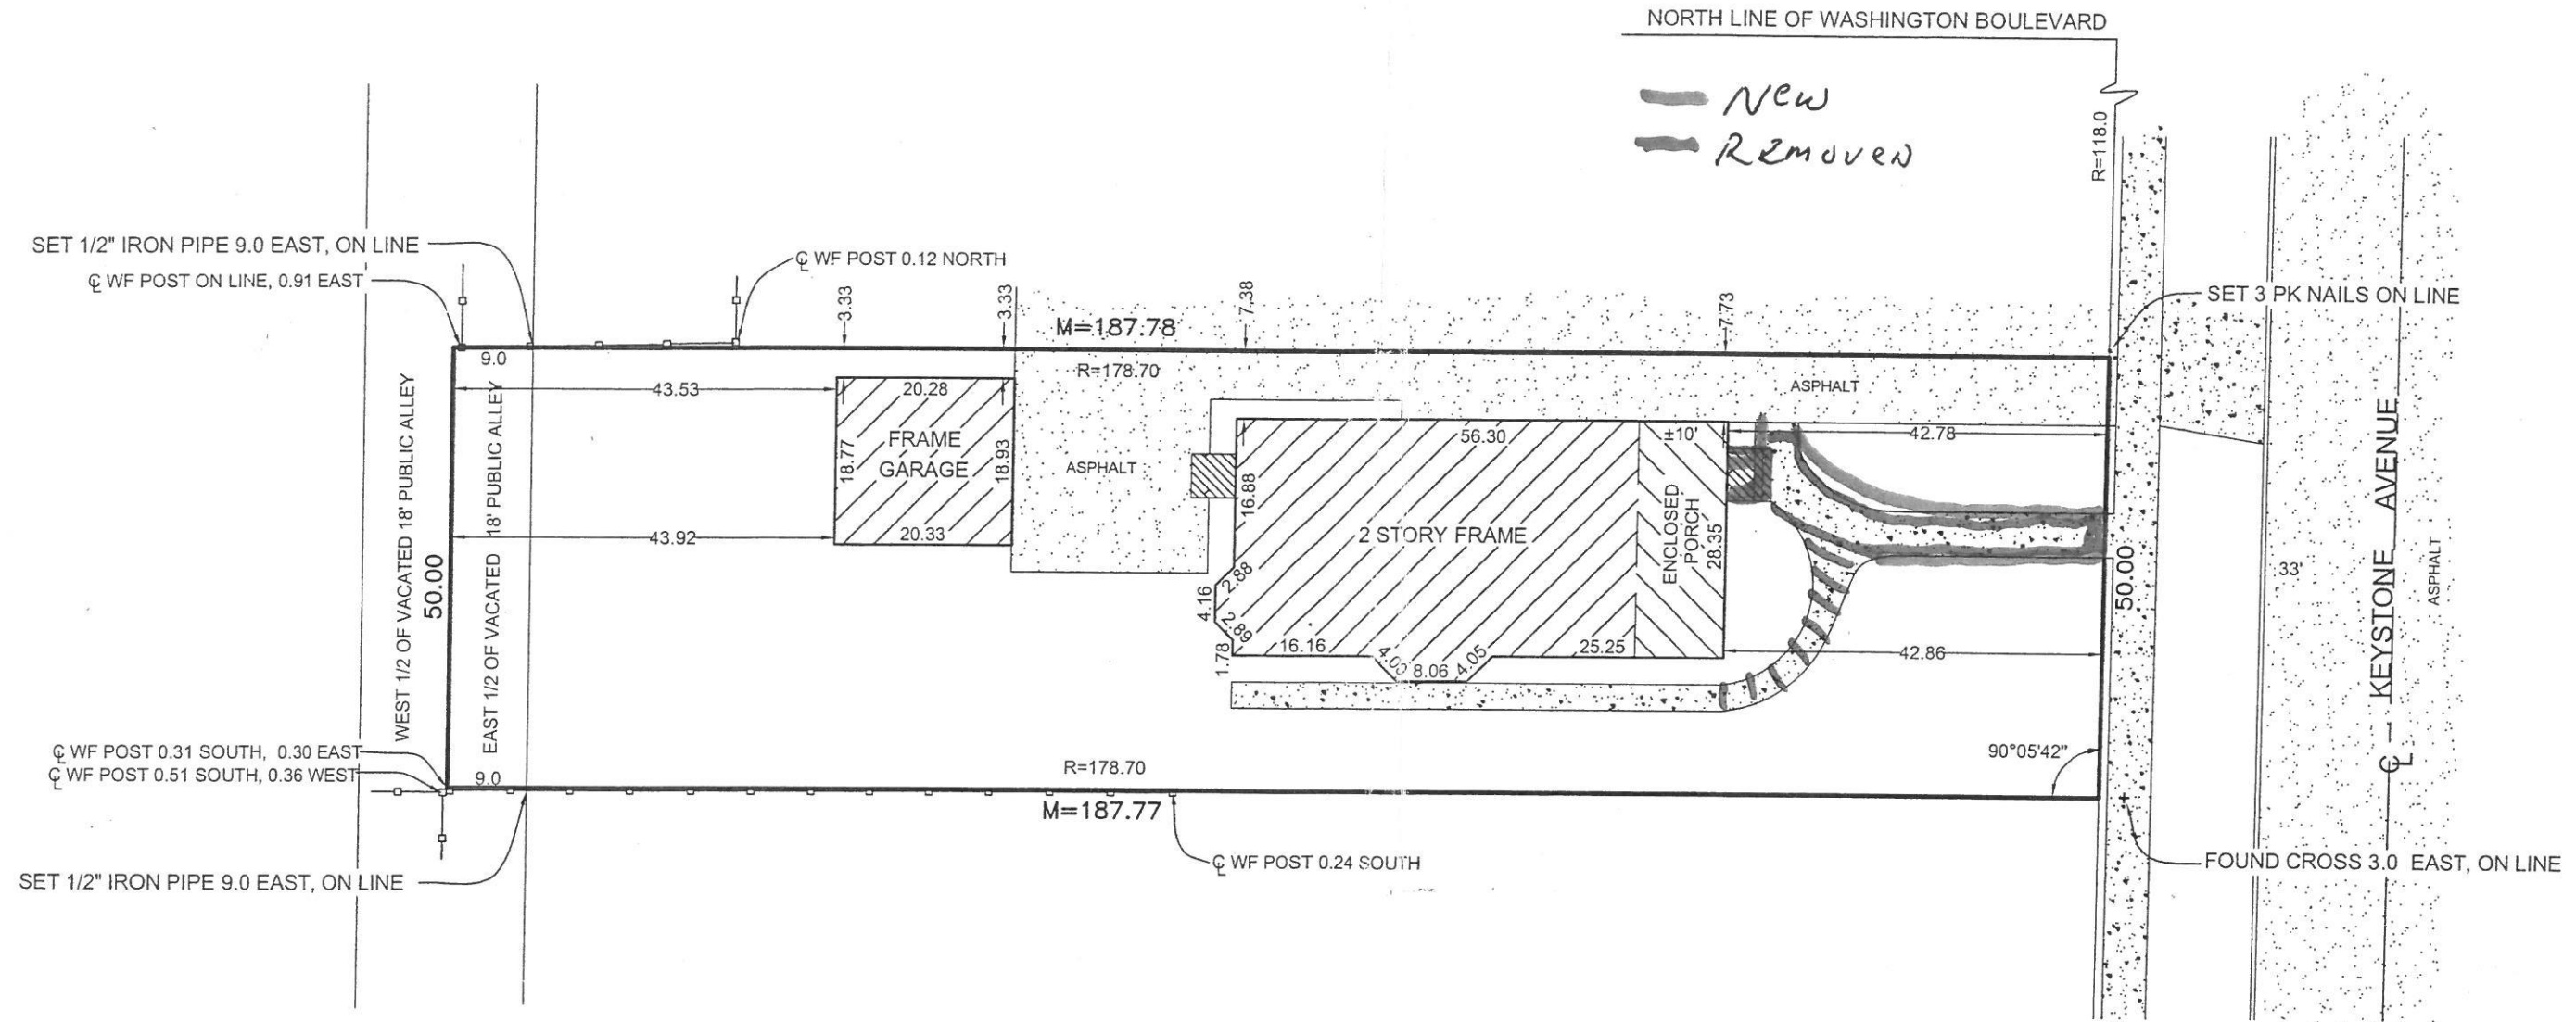 NORTH LINE OF WASHINGTON BOULEVARD
New
Removed
R=118.0
SET 1/2" IRON PIPE 9.0 EAST, ON LINE
℄ WF POST ON LINE, 0.91 EAST
℄ WF POST 0.12 NORTH
3.33
3.33
7.38
7.73
SET 3 PK NAILS ON LINE
M=187.78
R=178.70
9.0
43.53
20.28
ASPHALT
FRAME
GARAGE
18.77
18.93
ASPHALT
56.30
±10'
42.78
16.88
43.92
20.33
2 STORY FRAME
ENCLOSED
PORCH
28.35
WEST 1/2 OF VACATED 18' PUBLIC ALLEY
50.00
EAST 1/2 OF VACATED 18' PUBLIC ALLEY
2.88
4.16
2.89
1.78
16.16
4.00
8.06
4.05
25.25
42.86
50.00
33'
KEYSTONE AVENUE
℄
ASPHALT
90°05'42"
℄ WF POST 0.31 SOUTH, 0.30 EAST
℄ WF POST 0.51 SOUTH, 0.36 WEST
9.0
R=178.70
M=187.77
℄ WF POST 0.24 SOUTH
SET 1/2" IRON PIPE 9.0 EAST, ON LINE
FOUND CROSS 3.0 EAST, ON LINE